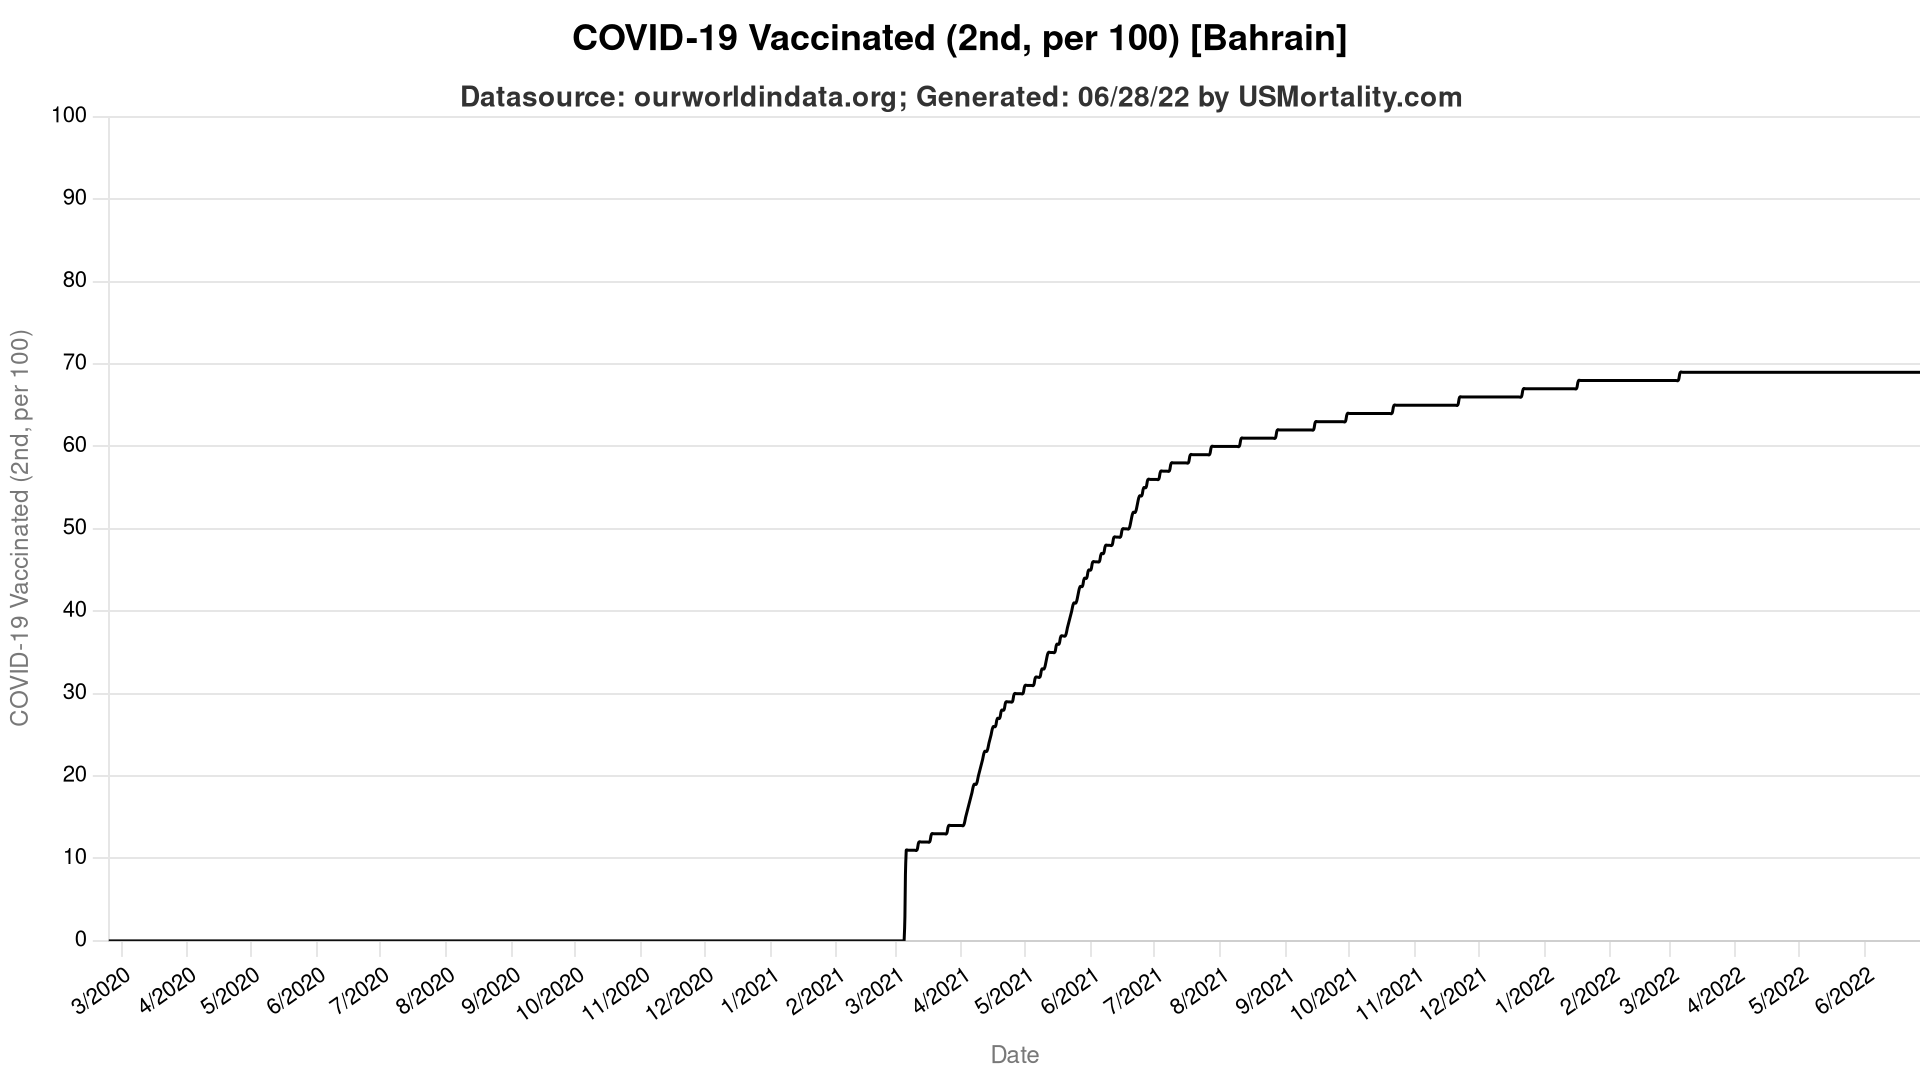 COVID-19 Vaccinated (2nd, per 100) [Bahrain]
Datasource: ourworldindata.org; Generated: 06/28/22 by USMortality.com
COVID-19 Vaccinated (2nd, per 100)
100
90
80
70
60
50
40
30
20
10
0
3/2020 4/2020 5/2020 6/2020 7/2020 8/2020 9/2020 10/2020 11/2020 12/2020 1/2021 2/2021 3/2021 4/2021 5/2021 6/2021 7/2021 8/2021 9/2021 10/2021 11/2021 12/2021 1/2022 2/2022 3/2022 4/2022 5/2022 6/2022
Date